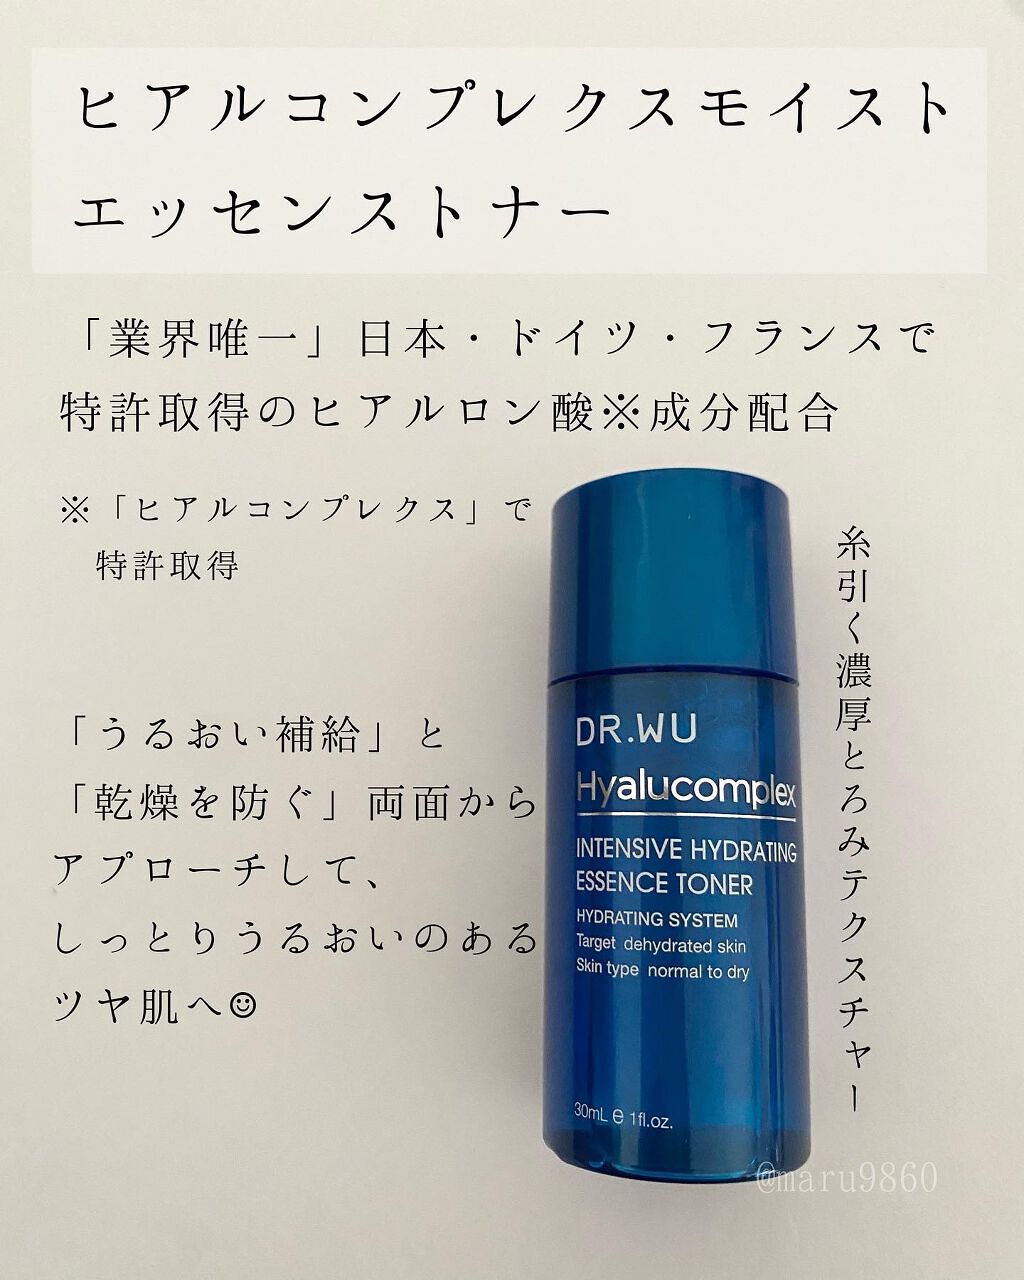 ヒアルコンプレクスモイスト
エッセンストナー
「業界唯一」日本・ドイツ・フランスで
特許取得のヒアルロン酸※成分配合
※「ヒアルコンプレクス」で
特許取得
「うるおい補給」と
「乾燥を防ぐ」両面から
アプローチして、
しっとりうるおいのある
ツヤ肌へ☺
糸引く濃厚とろみテクスチャー
DR.WU
Hyalucomplex
INTENSIVE HYDRATING
ESSENCE TONER
HYDRATING SYSTEM
Target dehydrated skin
Skin type normal to dry
30mL ℮ 1fl.oz.
@maru9860